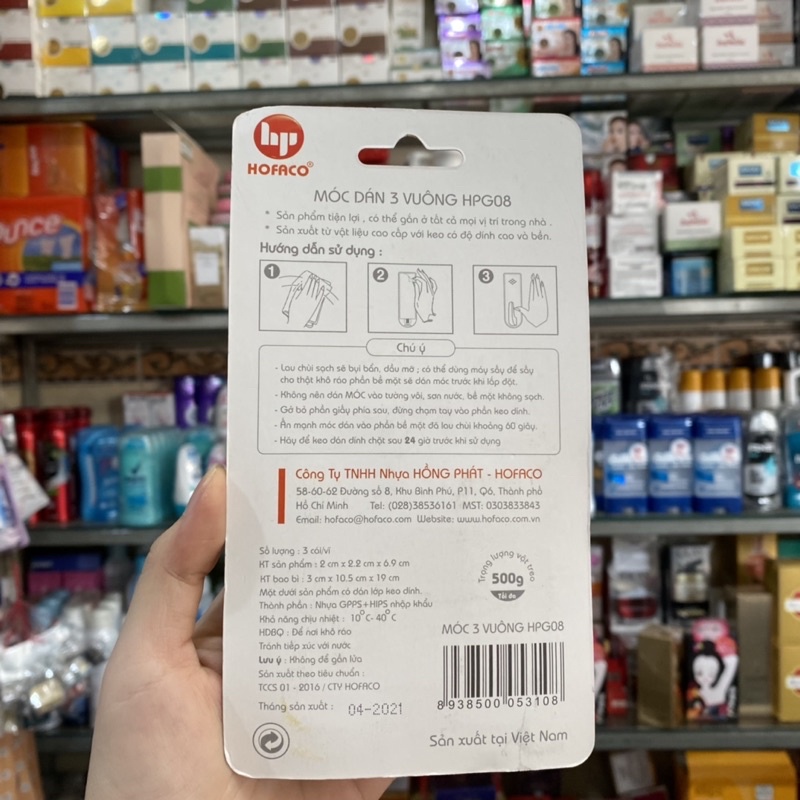 hp
HOFACO®
MÓC DÁN 3 VUÔNG HPG08
* Sản phẩm tiện lợi , có thể gắn ở tất cả mọi vị trí trong nhà .
* Sản xuất từ vật liệu cao cấp với keo có độ dính cao và bền.
Hướng dẫn sử dụng :
1 2 3
Chú ý
- Lau chùi sạch sẽ bụi bẩn, dầu mỡ ; có thể dùng máy sấy để sấy
cho thật khô ráo phần bề mặt sẽ dán móc trước khi lắp đặt.
- Không nên dán MÓC vào tường vôi, sơn nước, bề mặt không sạch.
- Gỡ bỏ phần giấy phía sau, đừng chạm tay vào phần keo dính.
- Ấn mạnh móc dán vào phần bề mặt đã lau chùi khoảng 60 giây.
- Hãy để keo dán dính chặt sau 24 giờ trước khi sử dụng
Công Ty TNHH Nhựa HỒNG PHÁT - HOFACO
58-60-62 Đường số 8, Khu Bình Phú, P11, Q6, Thành phố
Hồ Chí Minh Tel: (028)38536161 MST: 0303833843
Email: hofaco@hofaco.com Website: www.hofaco.com.vn
Số lượng : 3 cái/vỉ
KT sản phẩm : 2 cm x 2.2 cm x 6.9 cm
KT bao bì : 3 cm x 10.5 cm x 19 cm
Mặt dưới sản phẩm có dán lớp keo dính.
Thành phần : Nhựa GPPS+HIPS nhập khẩu
Khả năng chịu nhiệt : 10°C- 40°C
HDBQ : Để nơi khô ráo
Tránh tiếp xúc với nước
Lưu ý : Không để gần lửa
Sản xuất theo tiêu chuẩn :
TCCS 01 - 2016 / CTY HOFACO
Tháng sản xuất : 04-2021
Trọng lượng vật treo
500g
Tối đa
MÓC 3 VUÔNG HPG08
8 938500 053108
Sản xuất tại Việt Nam